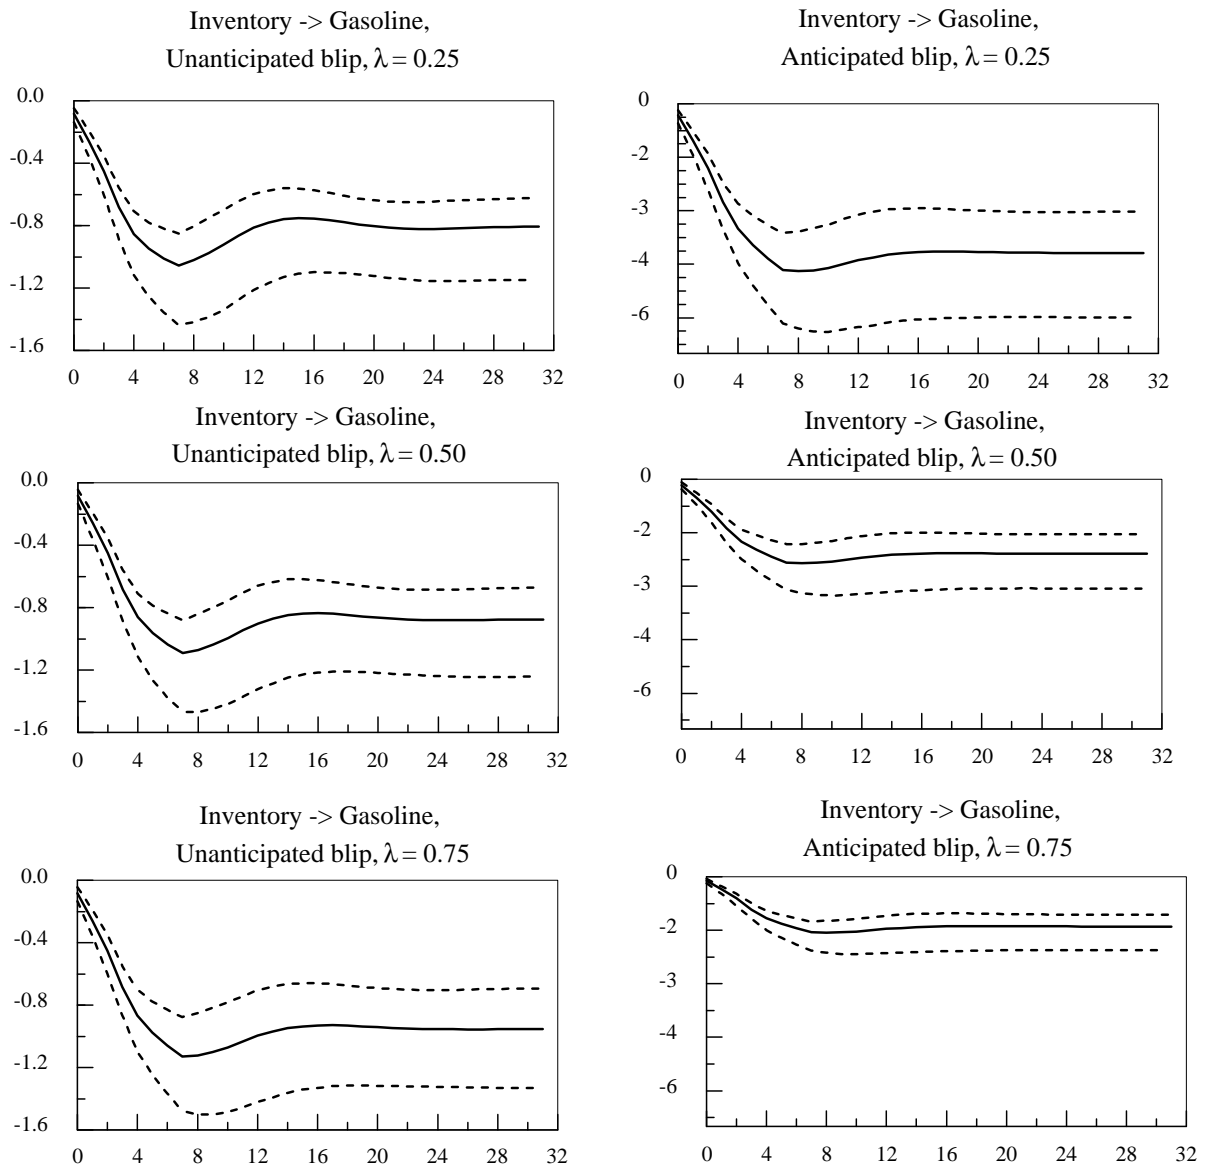 Inventory -> Gasoline,
Unanticipated blip, λ = 0.25
0.0
-0.4
-0.8
-1.2
-1.6
0 4 8 12 16 20 24 28 32
Inventory -> Gasoline,
Anticipated blip, λ = 0.25
0
-2
-3
-4
-6
0 4 8 12 16 20 24 28 32
Inventory -> Gasoline,
Unanticipated blip, λ = 0.50
0.0
-0.4
-0.8
-1.2
-1.6
0 4 8 12 16 20 24 28 32
Inventory -> Gasoline,
Anticipated blip, λ = 0.50
0
-2
-3
-4
-6
0 4 8 12 16 20 24 28 32
Inventory -> Gasoline,
Unanticipated blip, λ = 0.75
0.0
-0.4
-0.8
-1.2
-1.6
0 4 8 12 16 20 24 28 32
Inventory -> Gasoline,
Anticipated blip, λ = 0.75
0
-2
-3
-4
-6
0 4 8 12 16 20 24 28 32